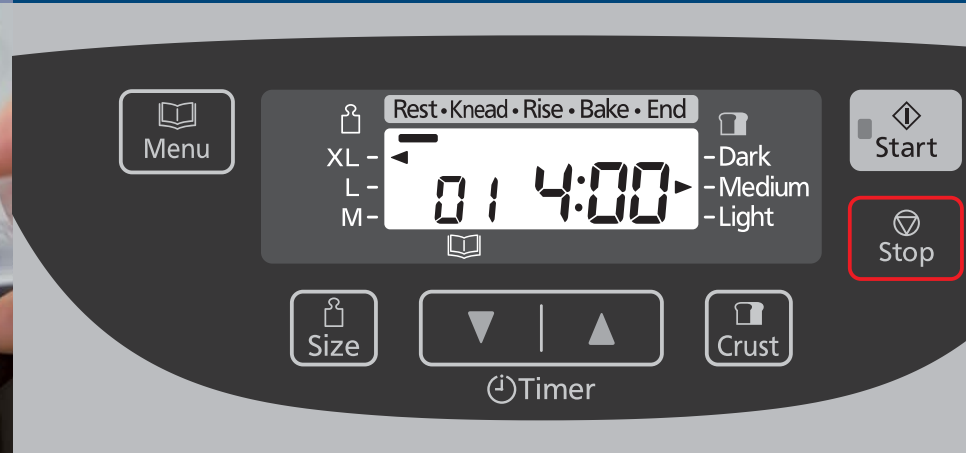 Rest • Knead • Rise • Bake • End
Menu
XL - - Dark
L - 01 4:00 - Medium
M - - Light
Start
Stop
Size
Timer
Crust